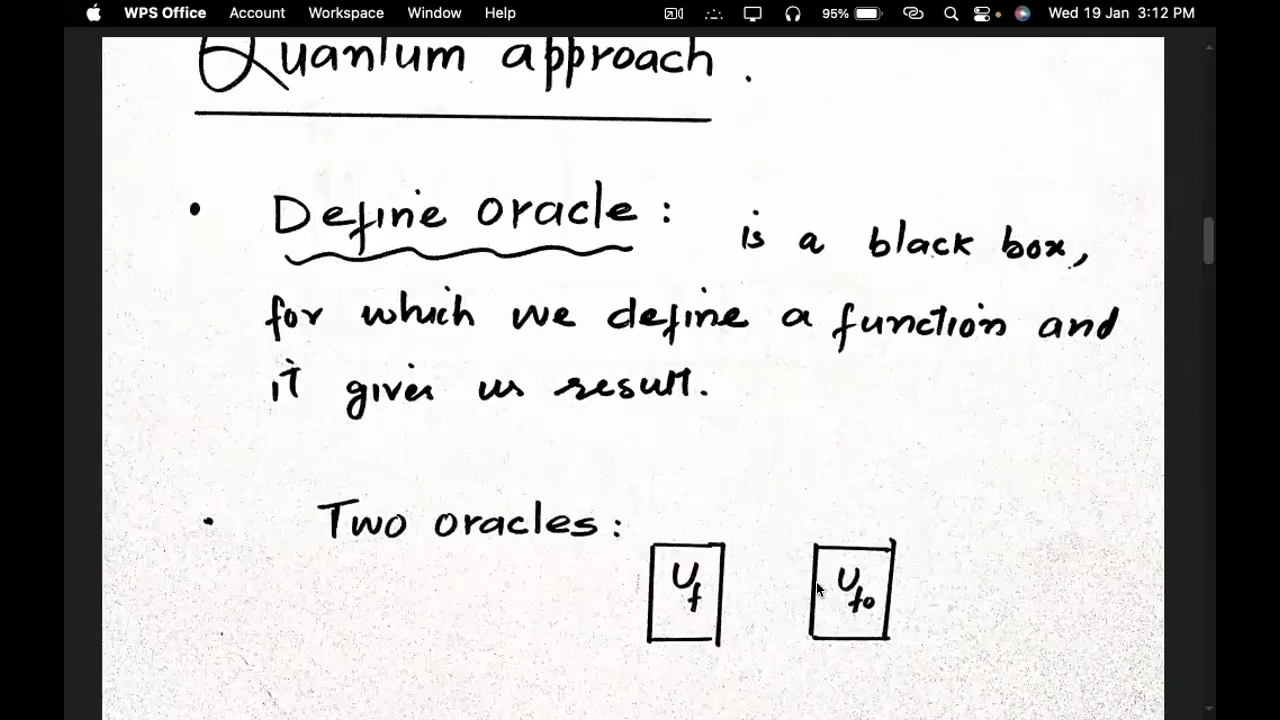 WPS Office Account Workspace Window Help 95% Wed 19 Jan 3:12 PM
Quantum approach .
• Define oracle : is a black box,
for which we define a function and
it gives us result.
• Two oracles :
Uf Ufo